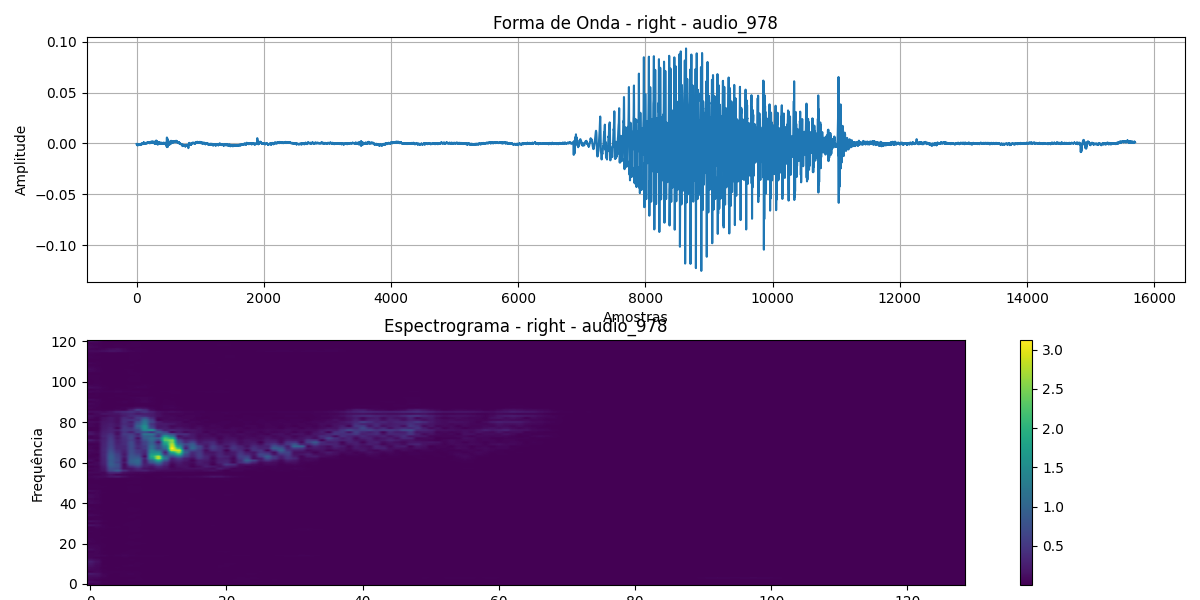 Forma de Onda - right - audio_978
0.10
0.05
0.00
−0.05
−0.10
Amplitude
0 2000 4000 6000 8000 10000 12000 14000 16000
Amostras
Espectrograma - right - audio_978
120
100
80
60
40
20
0
Frequência
3.0
2.5
2.0
1.5
1.0
0.5
0 20 40 60 80 100 120